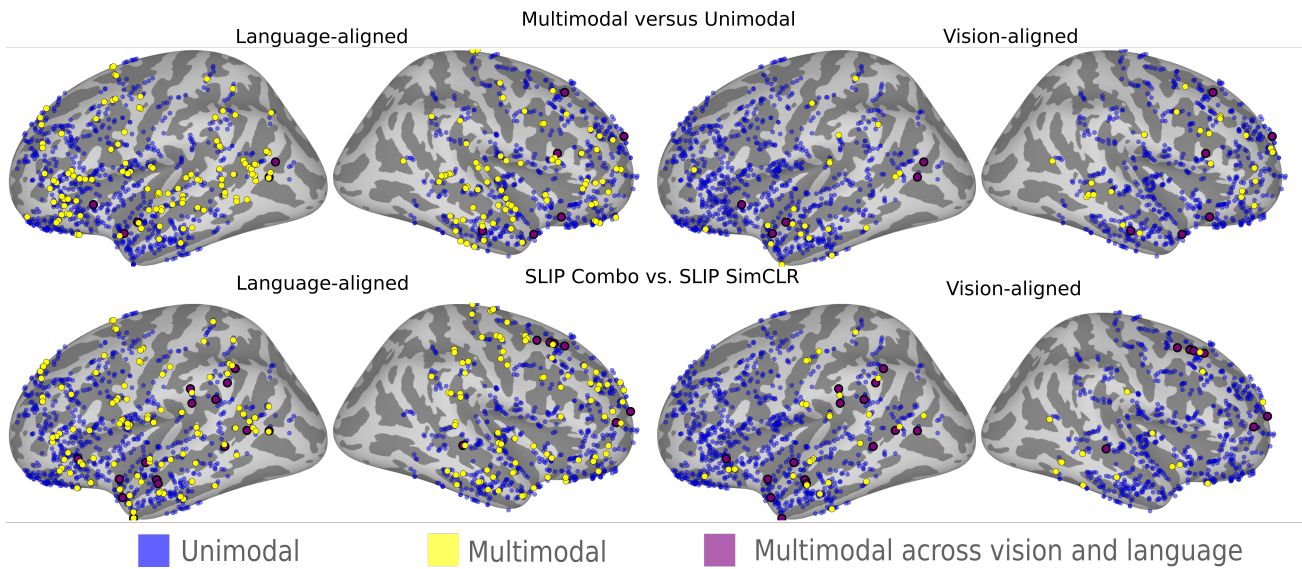 Multimodal versus Unimodal
Language-aligned
Vision-aligned
SLIP Combo vs. SLIP SimCLR
Language-aligned
Vision-aligned
Unimodal
Multimodal
Multimodal across vision and language